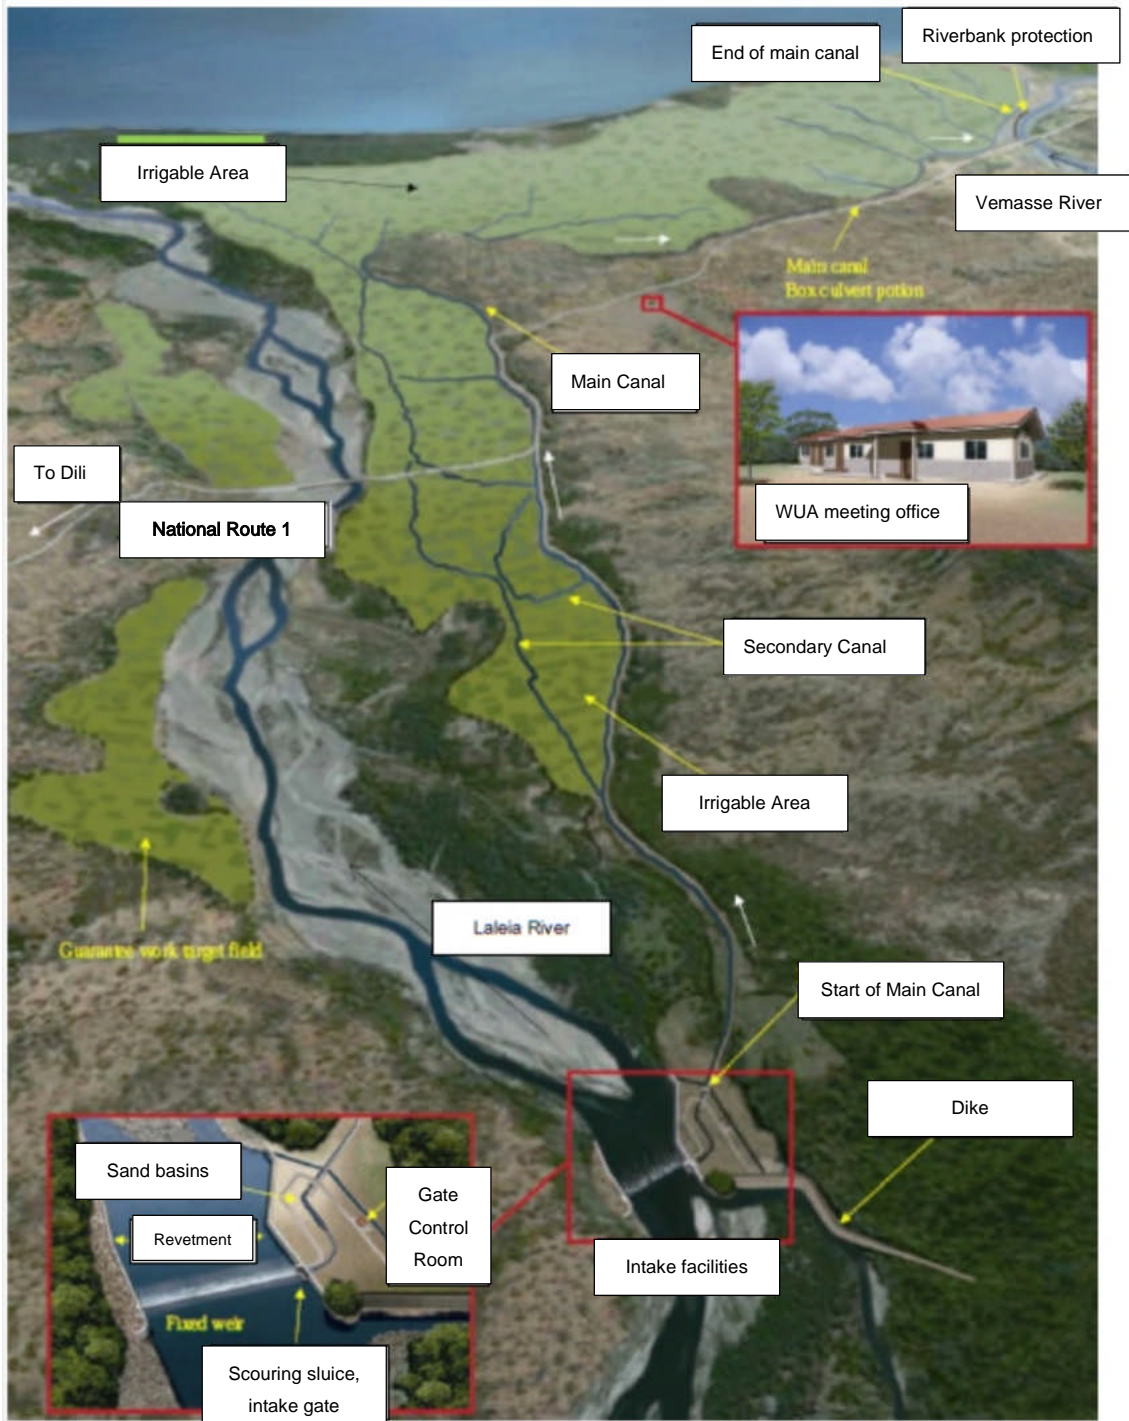 Riverbank protection
End of main canal
Irrigable Area
Vemasse River
Main canal
Box culvert potion
Main Canal
To Dili
WUA meeting office
National Route 1
Secondary Canal
Irrigable Area
Laleia River
Guarantee work target field
Start of Main Canal
Dike
Sand basins
Gate
Control
Room
Revetment
Intake facilities
Fixed weir
Scouring sluice,
intake gate